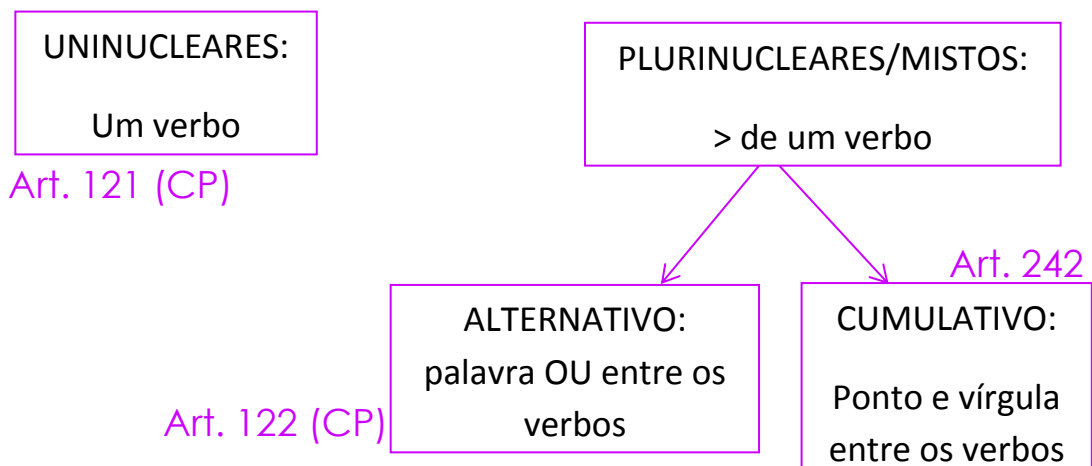 UNINUCLEARES:
Um verbo
Art. 121 (CP)
PLURINUCLEARES/MISTOS:
> de um verbo
ALTERNATIVO:
palavra OU entre os
verbos
Art. 122 (CP)
Art. 242
CUMULATIVO:
Ponto e vírgula
entre os verbos